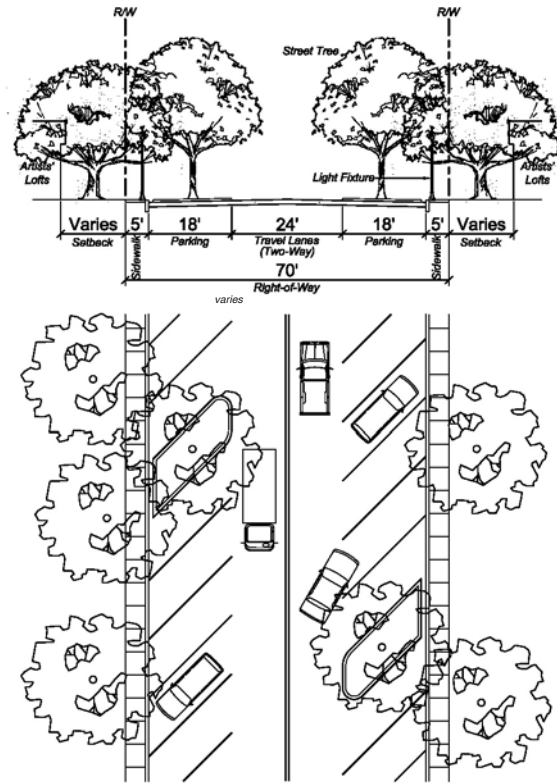 R/W
R/W
Street Tree
Artists'
Lofts
Light Fixture
Artists'
Lofts
Varies
5'
18'
24'
18'
5'
Varies
Setback
Sidewalk
Parking
Travel Lanes
(Two-Way)
Parking
Sidewalk
Setback
70'
Right-of-Way
varies